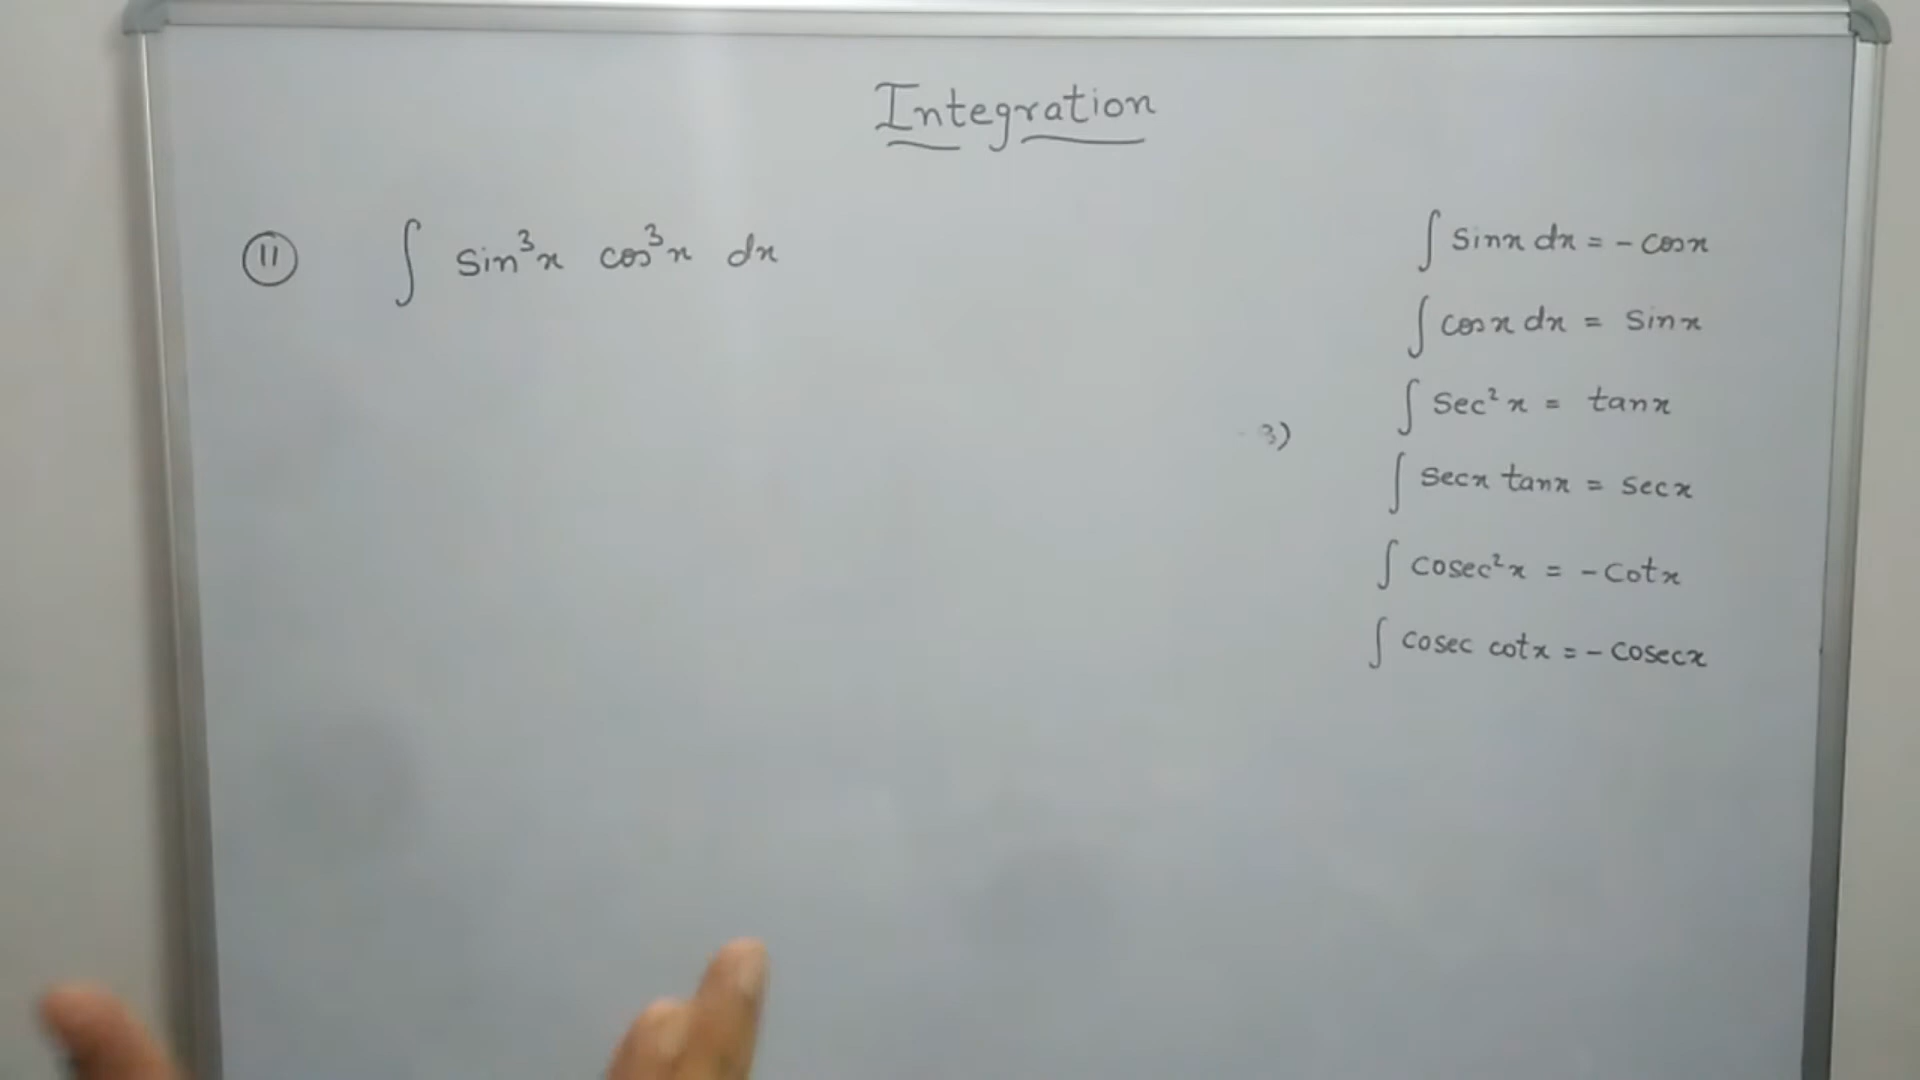 Integration
⑪ ∫ sin³x cos³x dx
∫ sinx dx = - cosx
∫ cosx dx = sinx
∫ sec²x = tanx
3)
∫ secx tanx = secx
∫ cosec²x = -cotx
∫ cosec cotx = - cosecx